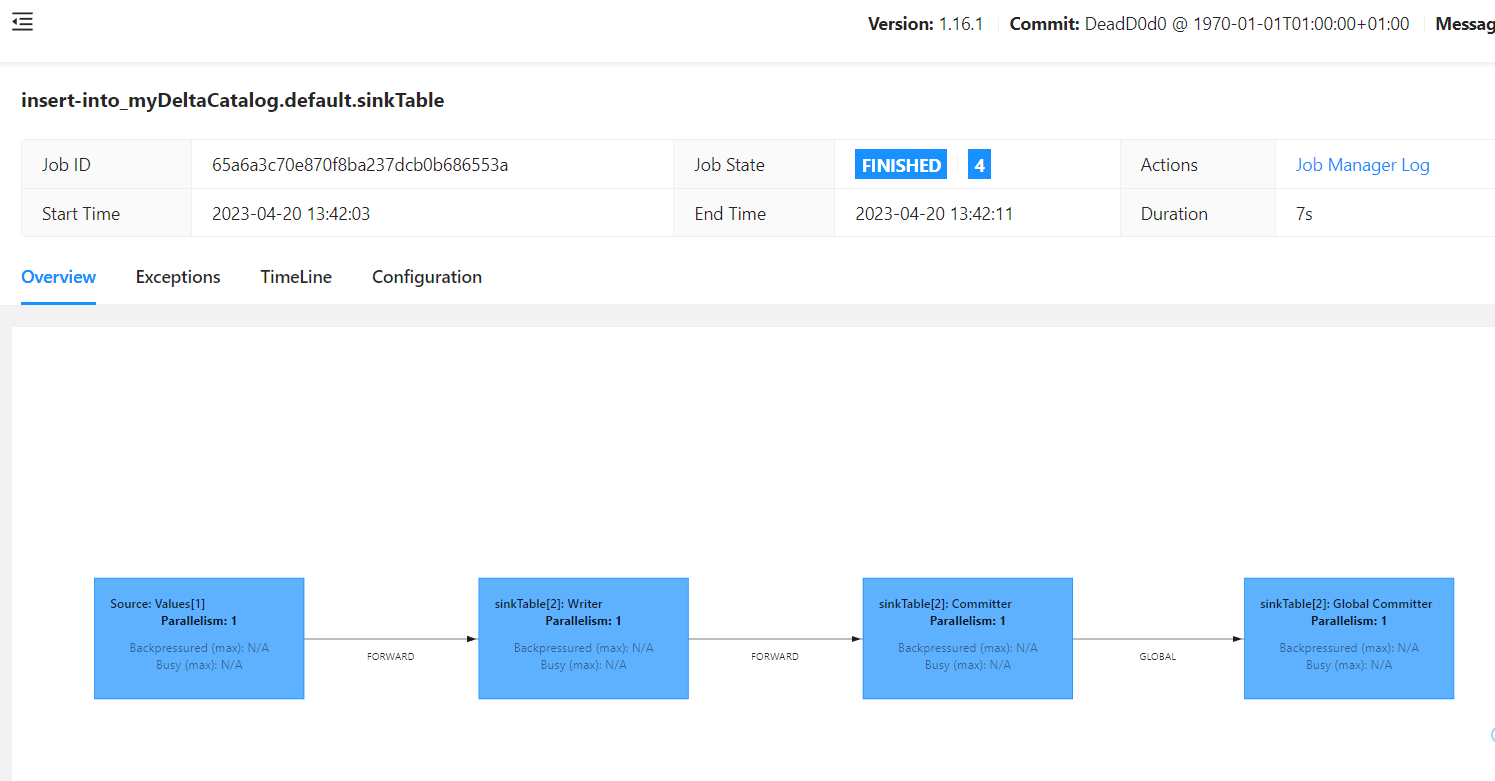 Version: 1.16.1 Commit: DeadD0d0 @ 1970-01-01T01:00:00+01:00 Messag
insert-into_myDeltaCatalog.default.sinkTable
Job ID 65a6a3c70e870f8ba237dcb0b686553a Job State FINISHED 4 Actions Job Manager Log
Start Time 2023-04-20 13:42:03 End Time 2023-04-20 13:42:11 Duration 7s
Overview Exceptions TimeLine Configuration
Source: Values[1]
Parallelism: 1
Backpressured (max): N/A
Busy (max): N/A
FORWARD
sinkTable[2]: Writer
Parallelism: 1
Backpressured (max): N/A
Busy (max): N/A
FORWARD
sinkTable[2]: Committer
Parallelism: 1
Backpressured (max): N/A
Busy (max): N/A
GLOBAL
sinkTable[2]: Global Committer
Parallelism: 1
Backpressured (max): N/A
Busy (max): N/A